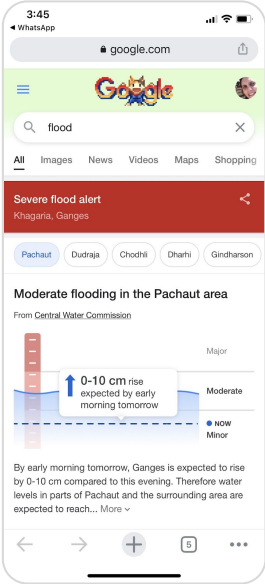 3:45
WhatsApp
google.com
Google
flood
All Images News Videos Maps Shopping
Severe flood alert
Khagaria, Ganges
Pachaut Dudraja Chodhli Dharhi Gindharson
Moderate flooding in the Pachaut area
From Central Water Commission
Major
0-10 cm rise
expected by early
morning tomorrow
Moderate
NOW
Minor
By early morning tomorrow, Ganges is expected to rise
by 0-10 cm compared to this evening. Therefore water
levels in parts of Pachaut and the surrounding area are
expected to reach... More
5